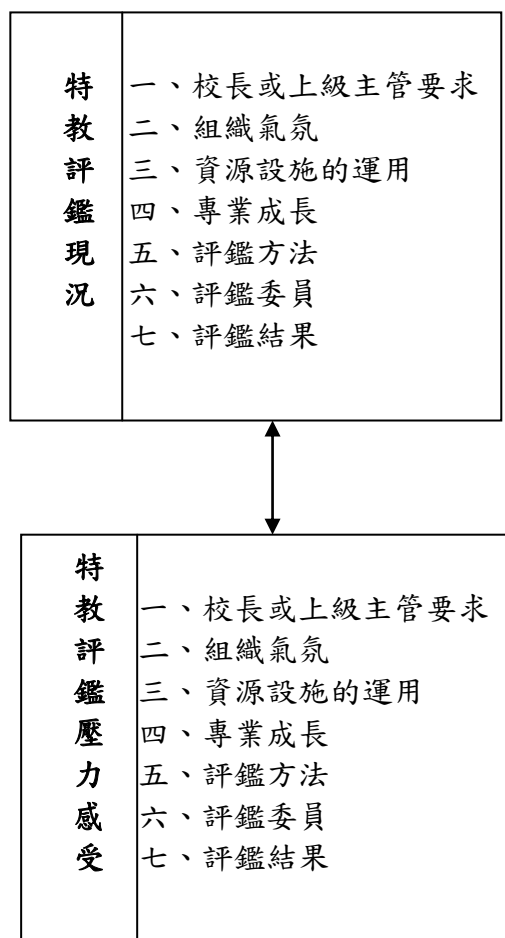 特教評鑑現況
一、校長或上級主管要求
二、組織氣氛
三、資源設施的運用
四、專業成長
五、評鑑方法
六、評鑑委員
七、評鑑結果
特教評鑑壓力感受
一、校長或上級主管要求
二、組織氣氛
三、資源設施的運用
四、專業成長
五、評鑑方法
六、評鑑委員
七、評鑑結果